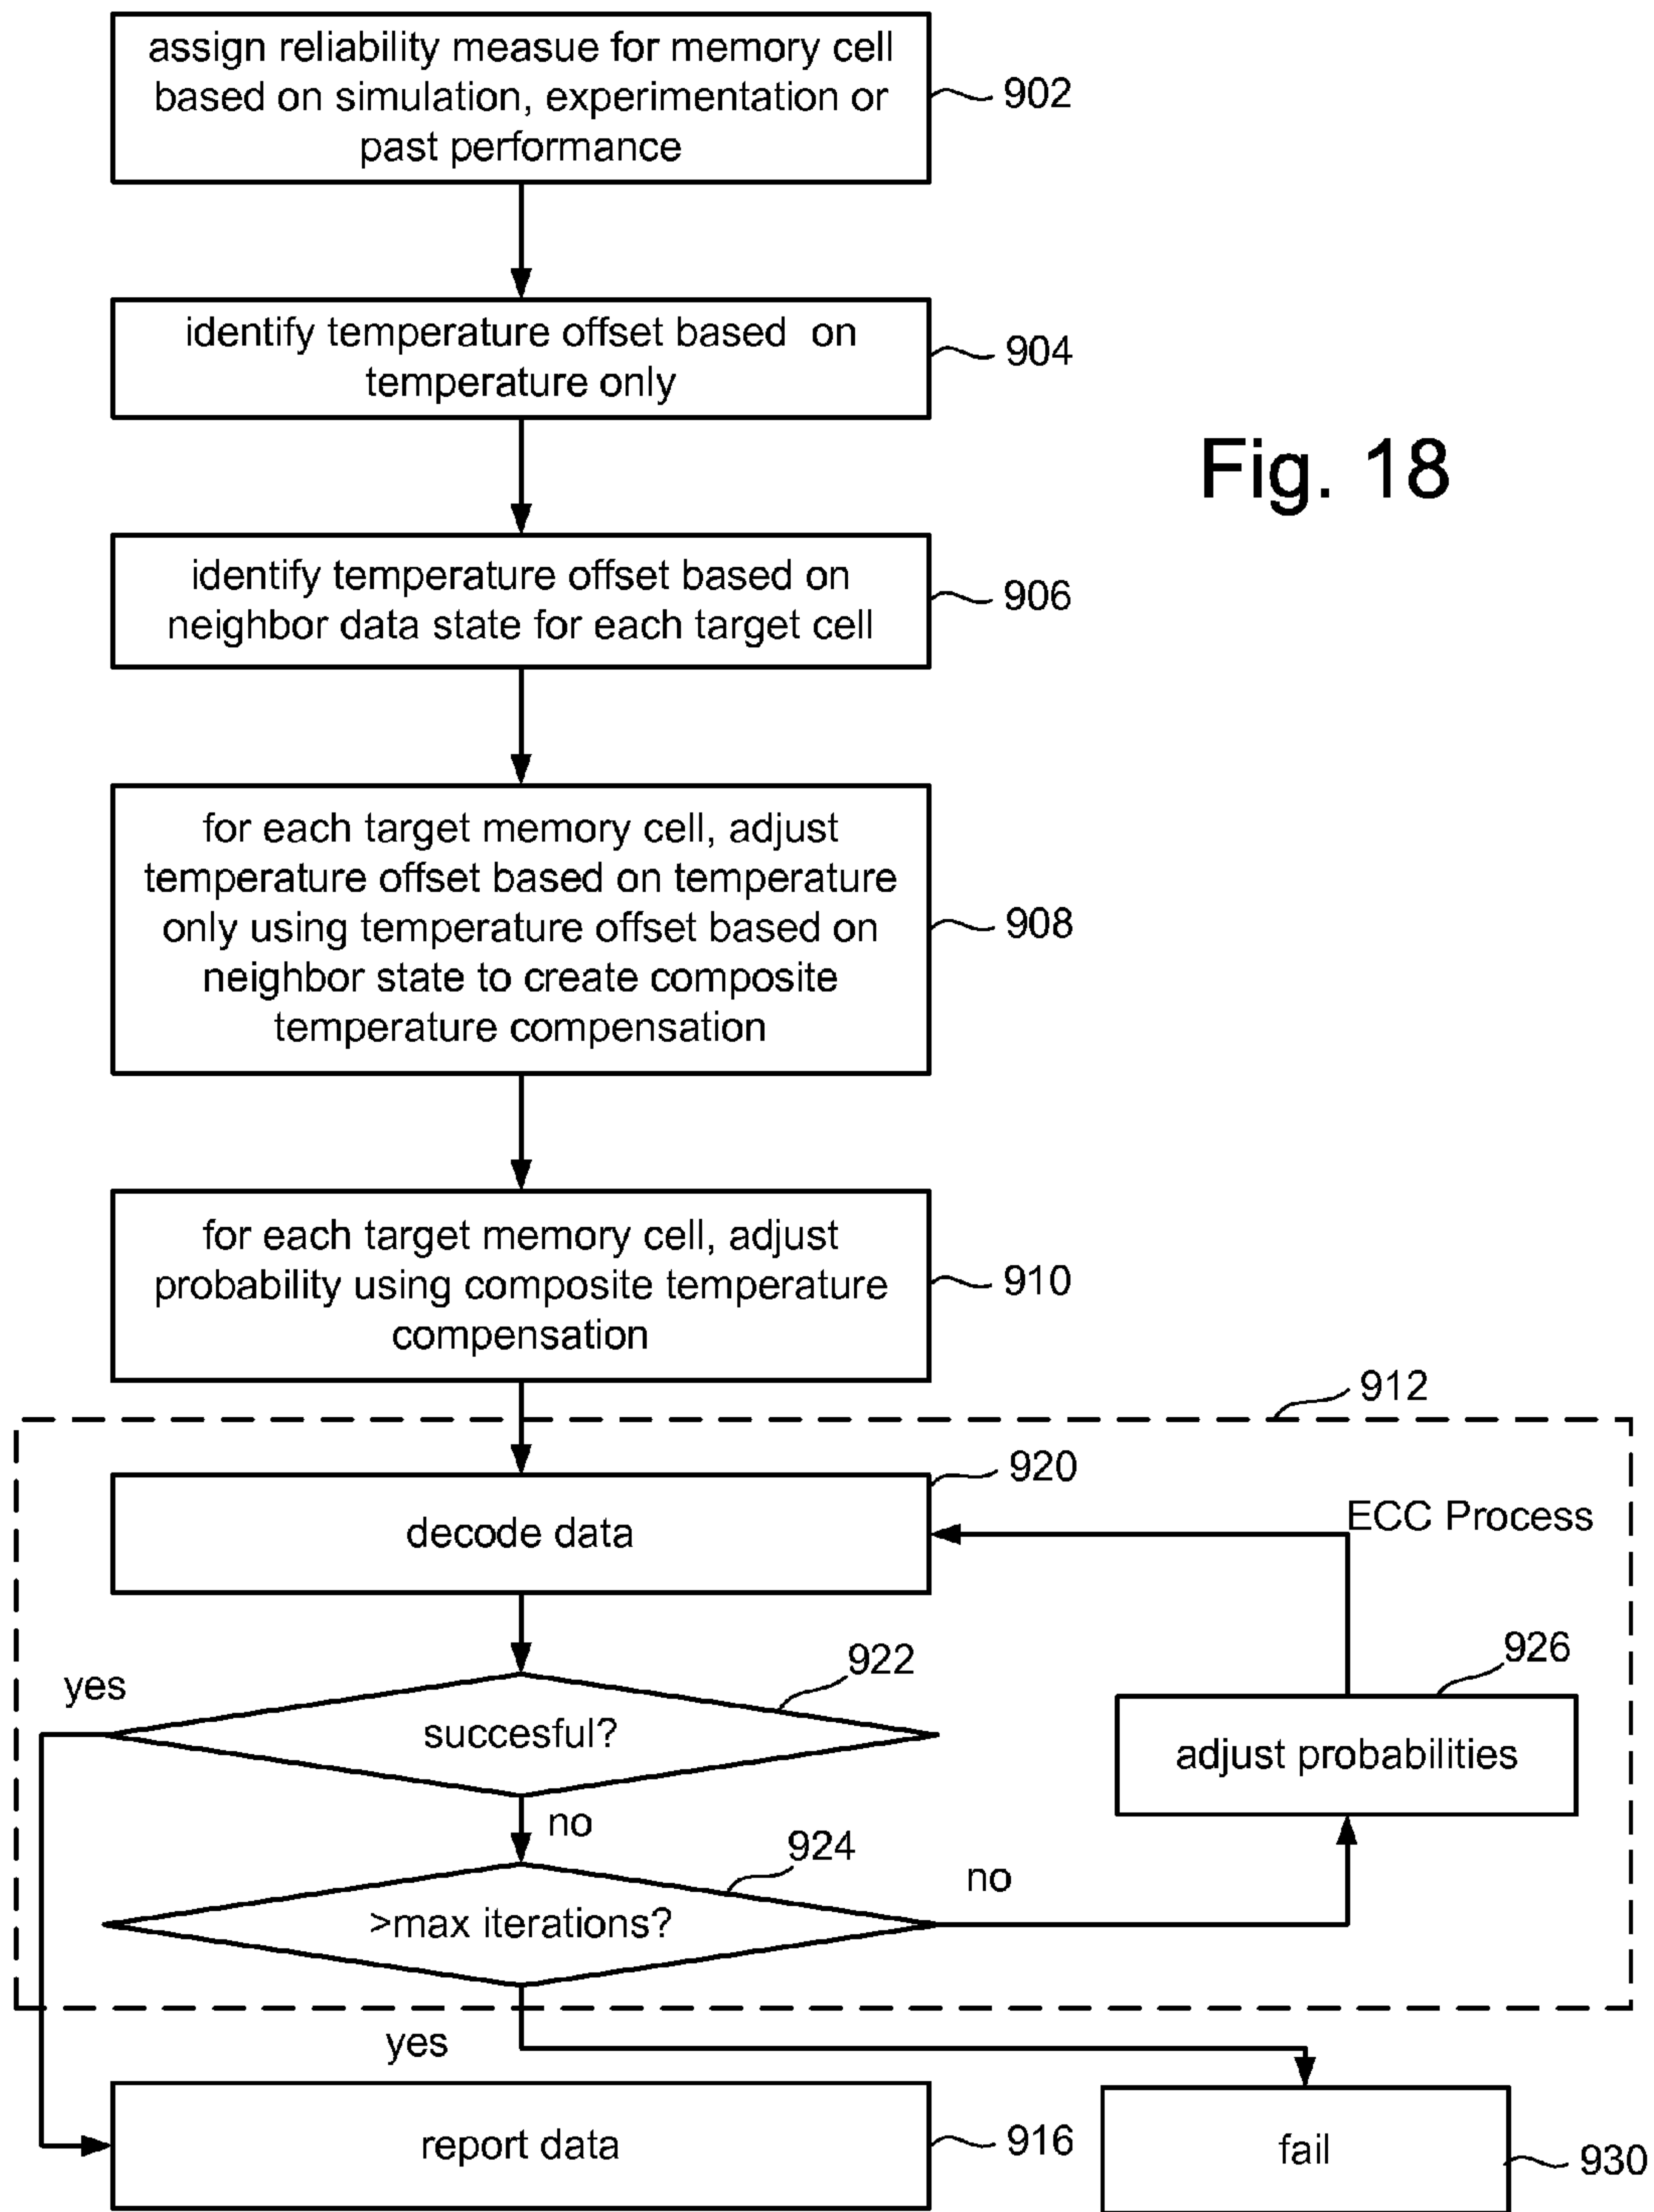 assign reliability measue for memory cell
based on simulation, experimentation or
past performance
902
identify temperature offset based on
temperature only
904
Fig. 18
identify temperature offset based on
neighbor data state for each target cell
906
for each target memory cell, adjust
temperature offset based on temperature
only using temperature offset based on
neighbor state to create composite
temperature compensation
908
for each target memory cell, adjust
probability using composite temperature
compensation
910
912
decode data
920
ECC Process
yes
succesful?
922
926
adjust probabilities
no
924
>max iterations?
no
yes
report data
916
fail
930